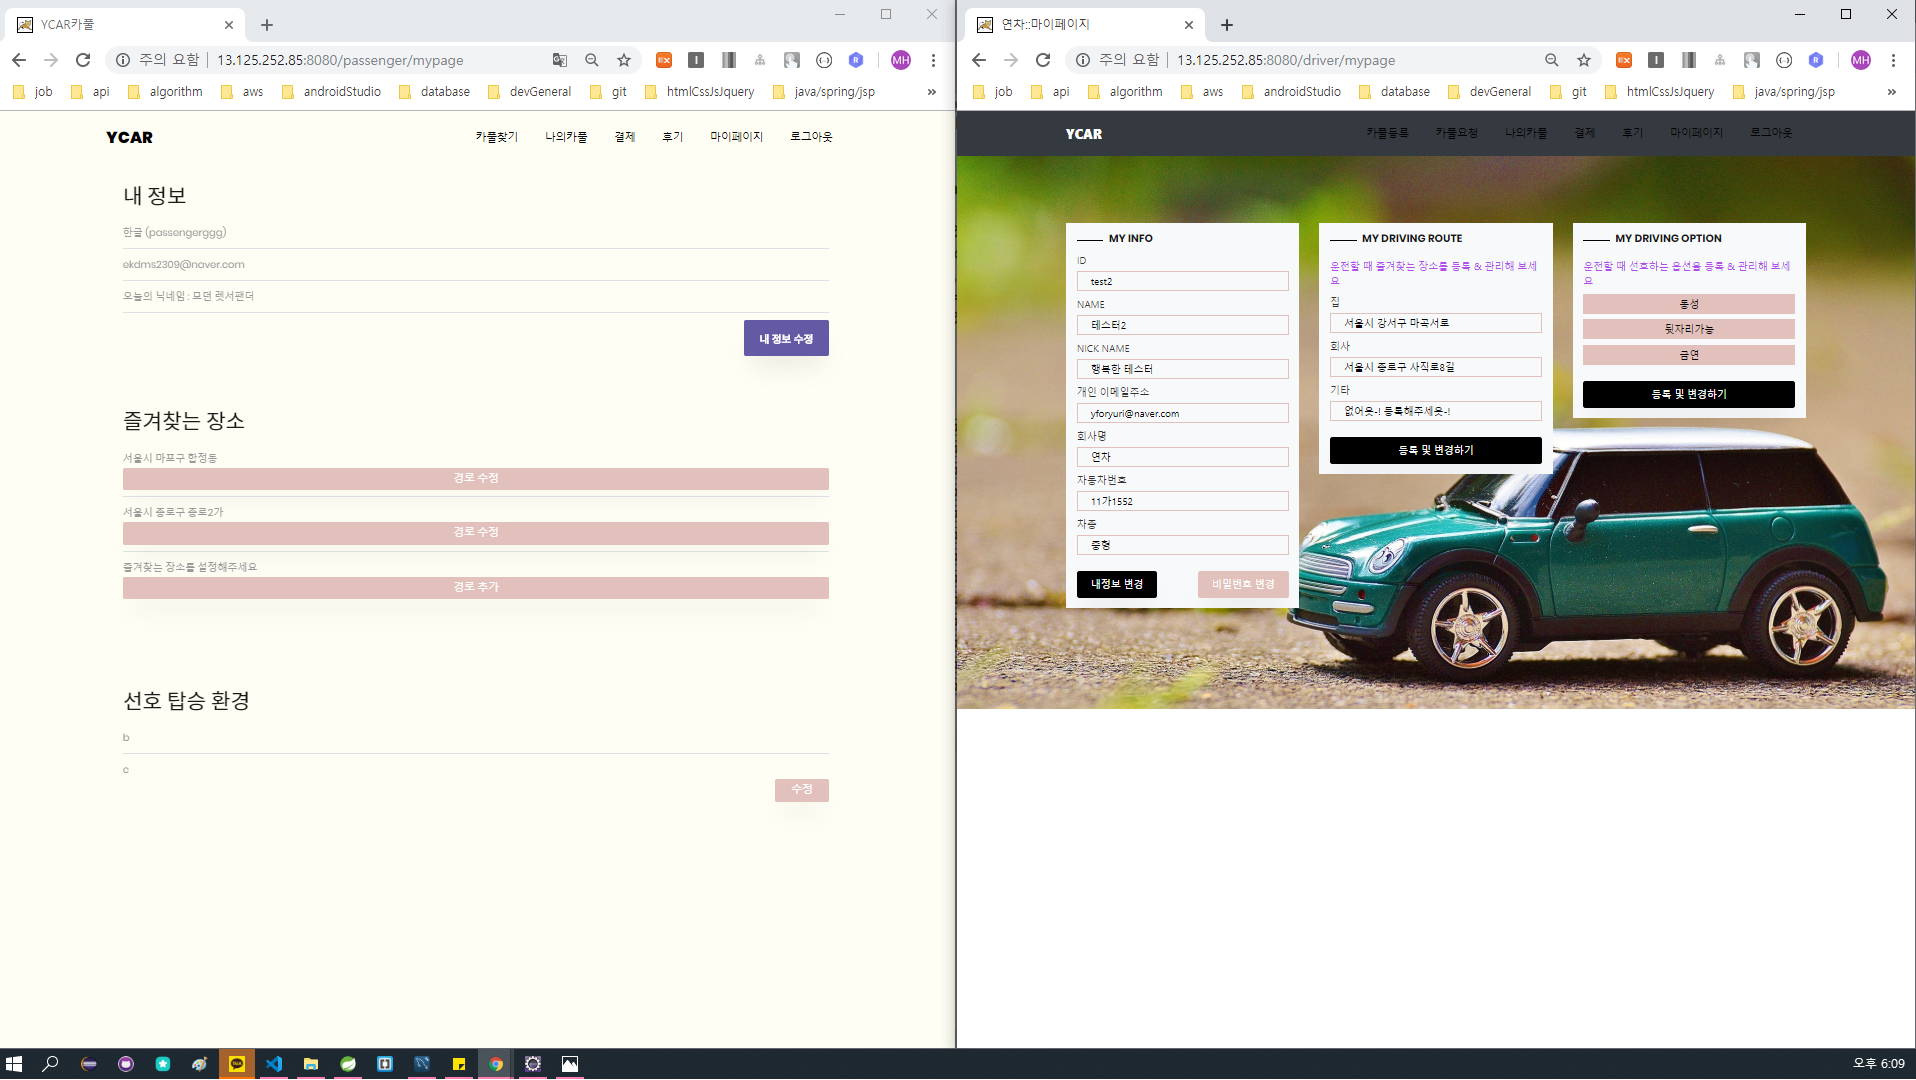 YCAR카풀
주의 요함 | 13.125.252.85:8080/passenger/mypage
MH
job api algorithm aws androidStudio database devGeneral git htmlCssJsJquery java/spring/jsp »
YCAR 카풀찾기 나의카풀 결제 후기 마이페이지 로그아웃
내 정보
한글 (passengerggg)
ekdms2309@naver.com
오늘의 닉네임 : 모던 렛서팬더
내 정보 수정
즐겨찾는 장소
서울시 마포구 합정동
경로 수정
서울시 종로구 종로2가
경로 수정
즐겨찾는 장소를 설정해주세요
경로 추가
선호 탑승 환경
b
c
수정
연차::마이페이지
주의 요함 | 13.125.252.85:8080/driver/mypage
MH
job api algorithm aws androidStudio database devGeneral git htmlCssJsJquery java/spring/jsp »
YCAR 카풀등록 카풀요청 나의카풀 결제 후기 마이페이지 로그아웃
MY INFO
ID
test2
NAME
테스터2
NICK NAME
행복한 테스터
개인 이메일주소
yforyuri@naver.com
회사명
연차
자동차번호
11가1552
차종
중형
내정보 변경 비밀번호 변경
MY DRIVING ROUTE
운전할 때 즐겨찾는 장소를 등록 & 관리해 보세
요
집
서울시 강서구 마곡서로
회사
서울시 종로구 사직로8길
기타
없어욧-! 등록해주세욧-!
등록 및 변경하기
MY DRIVING OPTION
운전할 때 선호하는 옵션을 등록 & 관리해 보세
요
동성
뒷자리가능
금연
등록 및 변경하기
오후 6:09